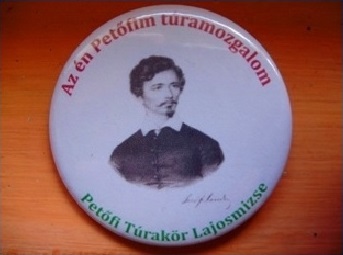 Az én Petőfim túramozgalom
Petőfi Túrakör Lajosmizse